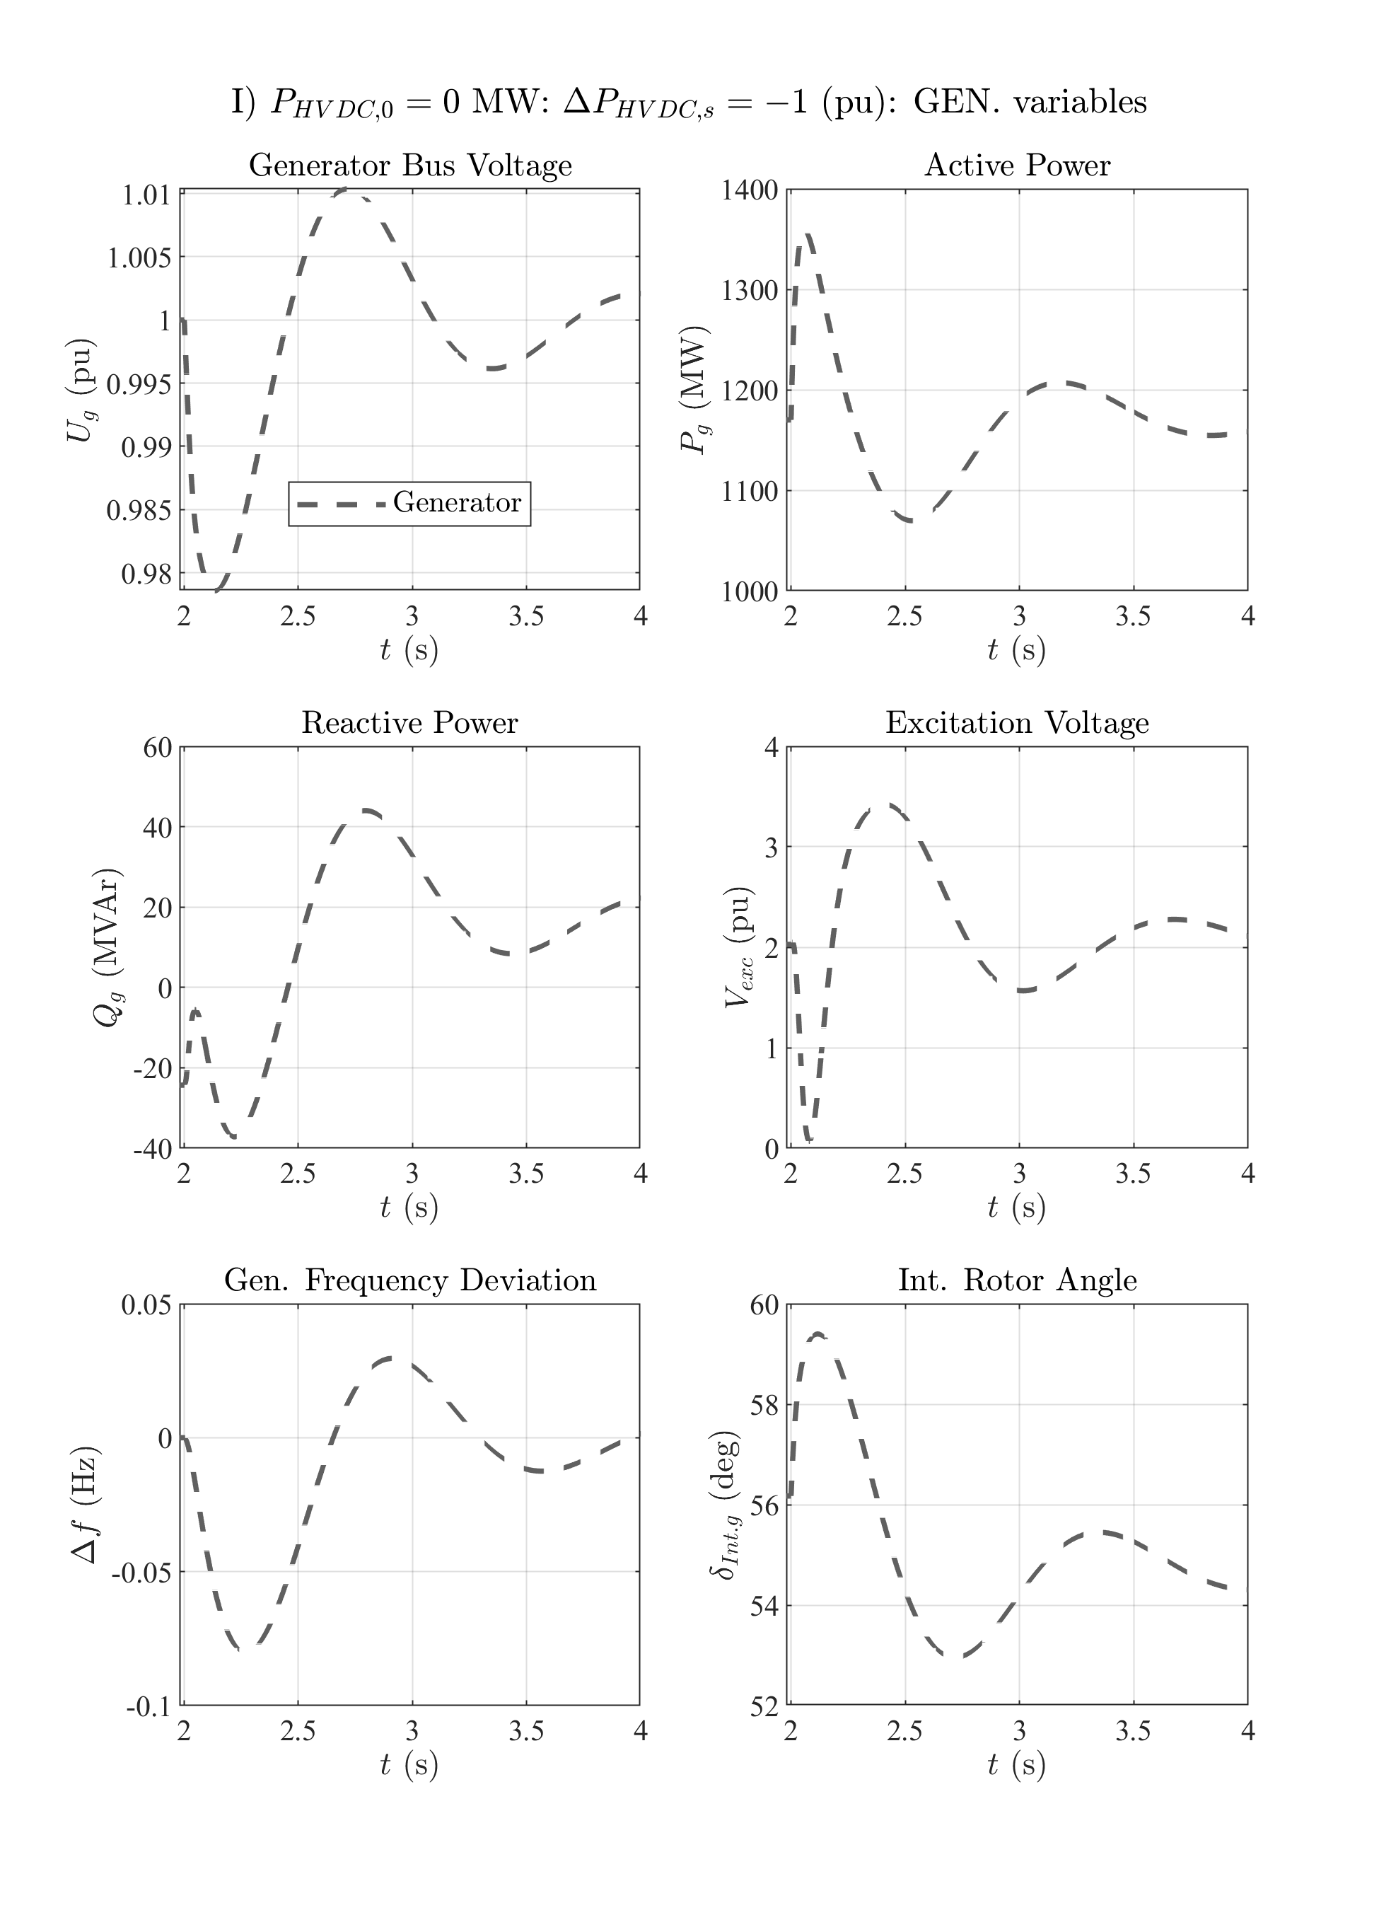 I) P_{HVDC,0} = 0 MW: ΔP_{HVDC,s} = −1 (pu): GEN. variables
Generator Bus Voltage
1.01
1.005
1
0.995
0.99
0.985
0.98
U_g (pu)
Generator
2 2.5 3 3.5 4
t (s)
Active Power
1400
1300
1200
1100
1000
P_g (MW)
2 2.5 3 3.5 4
t (s)
Reactive Power
60
40
20
0
-20
-40
Q_g (MVAr)
2 2.5 3 3.5 4
t (s)
Excitation Voltage
4
3
2
1
0
V_{exc} (pu)
2 2.5 3 3.5 4
t (s)
Gen. Frequency Deviation
0.05
0
-0.05
-0.1
Δf (Hz)
2 2.5 3 3.5 4
t (s)
Int. Rotor Angle
60
58
56
54
52
δ_{Int.g} (deg)
2 2.5 3 3.5 4
t (s)